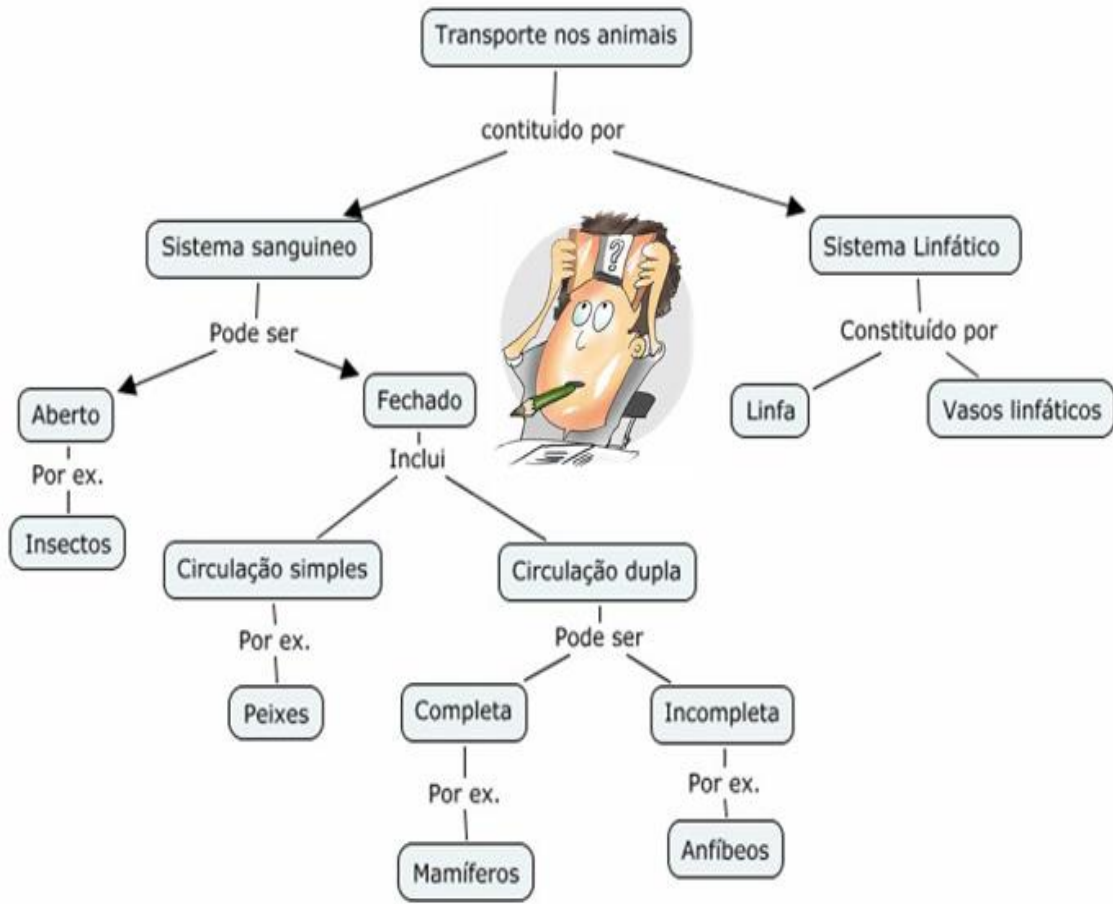 Transporte nos animais
contituido por
Sistema sanguineo
Sistema Linfático
Pode ser
Constituído por
Aberto
Fechado
Linfa
Vasos linfáticos
Por ex.
Inclui
Insectos
Circulação simples
Circulação dupla
Por ex.
Pode ser
Peixes
Completa
Incompleta
Por ex.
Por ex.
Mamíferos
Anfíbeos
?